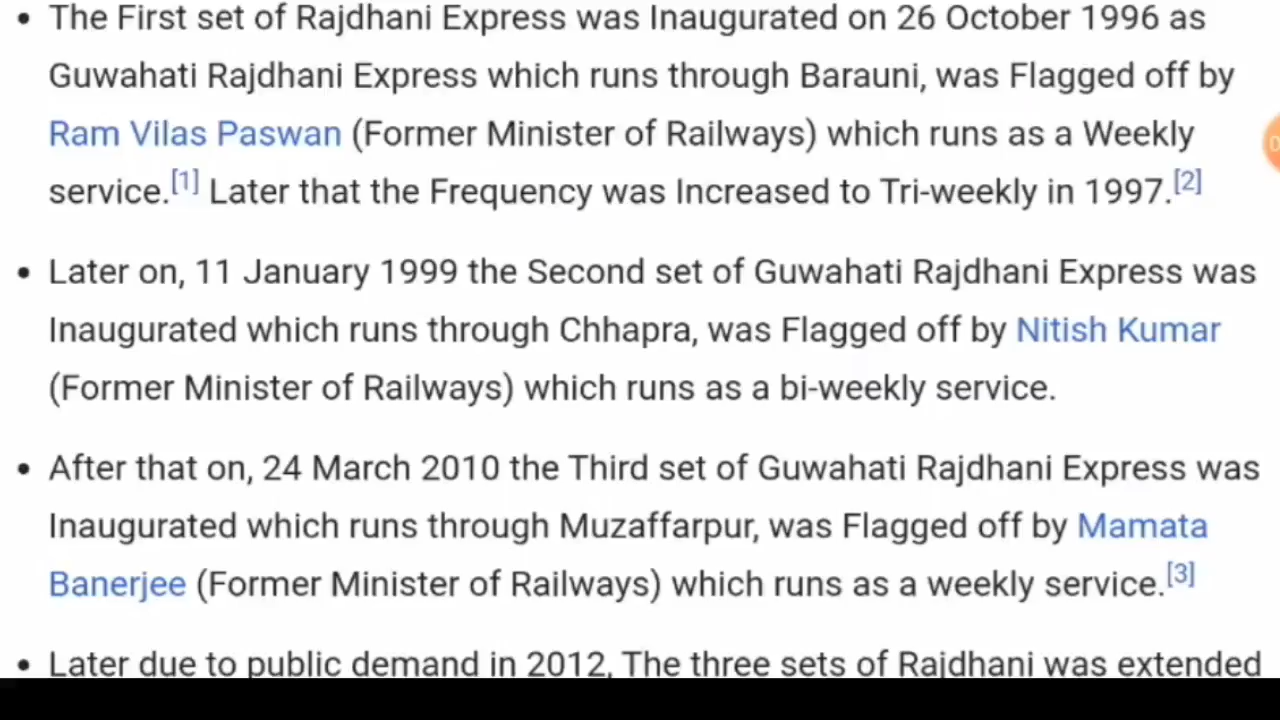 • The First set of Rajdhani Express was Inaugurated on 26 October 1996 as
Guwahati Rajdhani Express which runs through Barauni, was Flagged off by
Ram Vilas Paswan (Former Minister of Railways) which runs as a Weekly
service.[1] Later that the Frequency was Increased to Tri-weekly in 1997.[2]
• Later on, 11 January 1999 the Second set of Guwahati Rajdhani Express was
Inaugurated which runs through Chhapra, was Flagged off by Nitish Kumar
(Former Minister of Railways) which runs as a bi-weekly service.
• After that on, 24 March 2010 the Third set of Guwahati Rajdhani Express was
Inaugurated which runs through Muzaffarpur, was Flagged off by Mamata
Banerjee (Former Minister of Railways) which runs as a weekly service.[3]
• Later due to public demand in 2012, The three sets of Rajdhani was extended